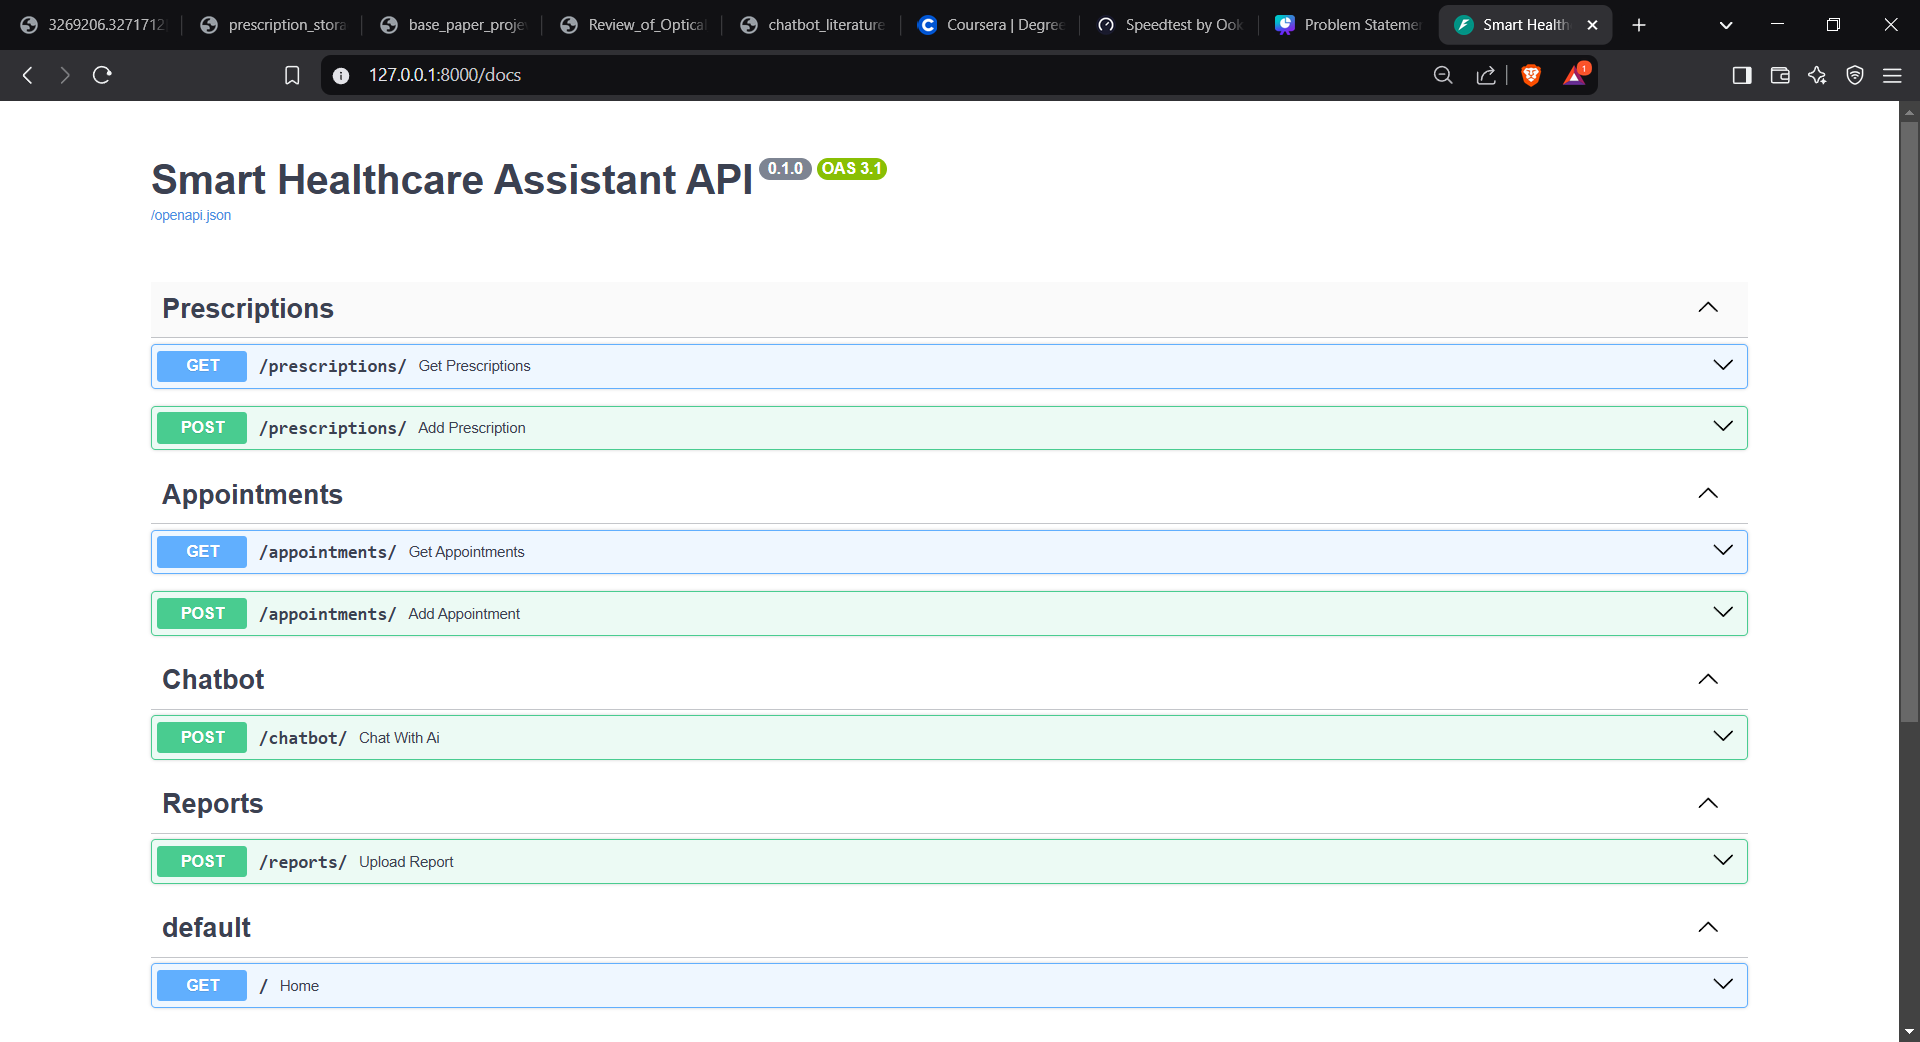 3269206.3271712
prescription_stora
base_paper_proje
Review_of_Optical
chatbot_literature
Coursera | Degree
Speedtest by Ook
Problem Statemer
Smart Health
127.0.0.1:8000/docs
1
Smart Healthcare Assistant API 0.1.0 OAS 3.1
/openapi.json
Prescriptions
GET /prescriptions/ Get Prescriptions
POST /prescriptions/ Add Prescription
Appointments
GET /appointments/ Get Appointments
POST /appointments/ Add Appointment
Chatbot
POST /chatbot/ Chat With Ai
Reports
POST /reports/ Upload Report
default
GET / Home